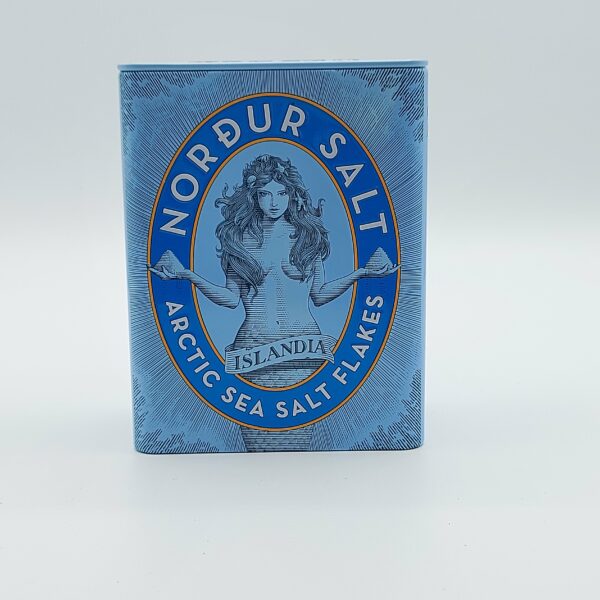 NORÐUR SALT
ISLANDIA
ARCTIC SEA SALT FLAKES